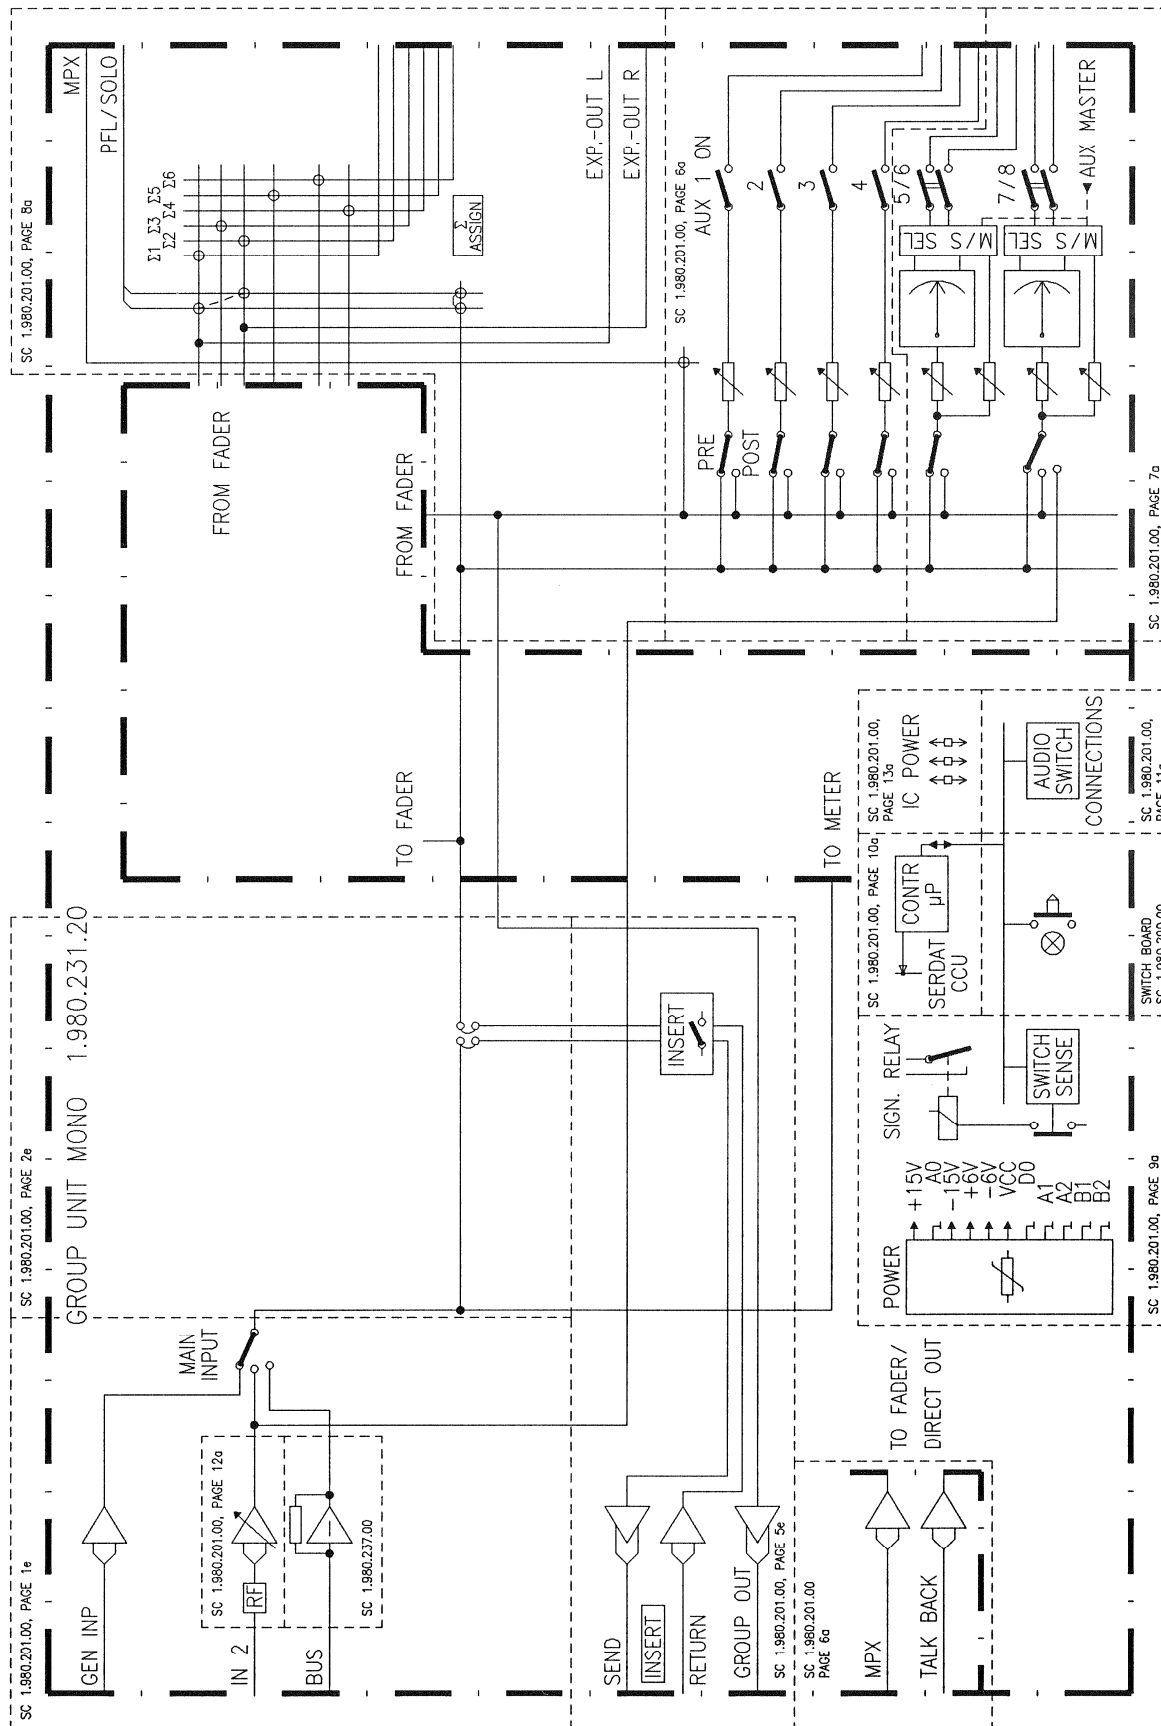 SC 1.980.201.00, PAGE 1e
SC 1.980.201.00, PAGE 2e
SC 1.980.201.00, PAGE 8a
GROUP UNIT MONO 1.980.231.20
GEN INP
MAIN
INPUT
SC 1.980.201.00, PAGE 12a
IN 2
RF
BUS
SC 1.980.237.00
MPX
PFL/SOLO
Σ1 Σ3 Σ5
Σ2 Σ4 Σ6
FROM FADER
TO FADER
FROM FADER
Σ
ASSIGN
EXP.-OUT L
EXP.-OUT R
SEND
INSERT
RETURN
INSERT
GROUP OUT
SC 1.980.201.00, PAGE 5e
SC 1.980.201.00, PAGE 6a
AUX 1 ON
PRE
POST
2
3
4
5/6
M/S SEL
7/8
M/S SEL
AUX MASTER
SC 1.980.201.00
PAGE 6a
MPX
TALK BACK
TO FADER/
DIRECT OUT
TO METER
POWER
+15V
A0
-15V
+6V
-6V
VCC
D0
A1
A2
B1
B2
SIGN. RELAY
SWITCH
SENSE
SC 1.980.201.00, PAGE 10a
CONTR
µP
SERDAT
CCU
SC 1.980.201.00,
PAGE 13a
IC POWER
AUDIO
SWITCH
CONNECTIONS
SC 1.980.201.00, PAGE 9a
SWITCH BOARD
SC 1.980.201.00,
SC 1.980.201.00, PAGE 7a